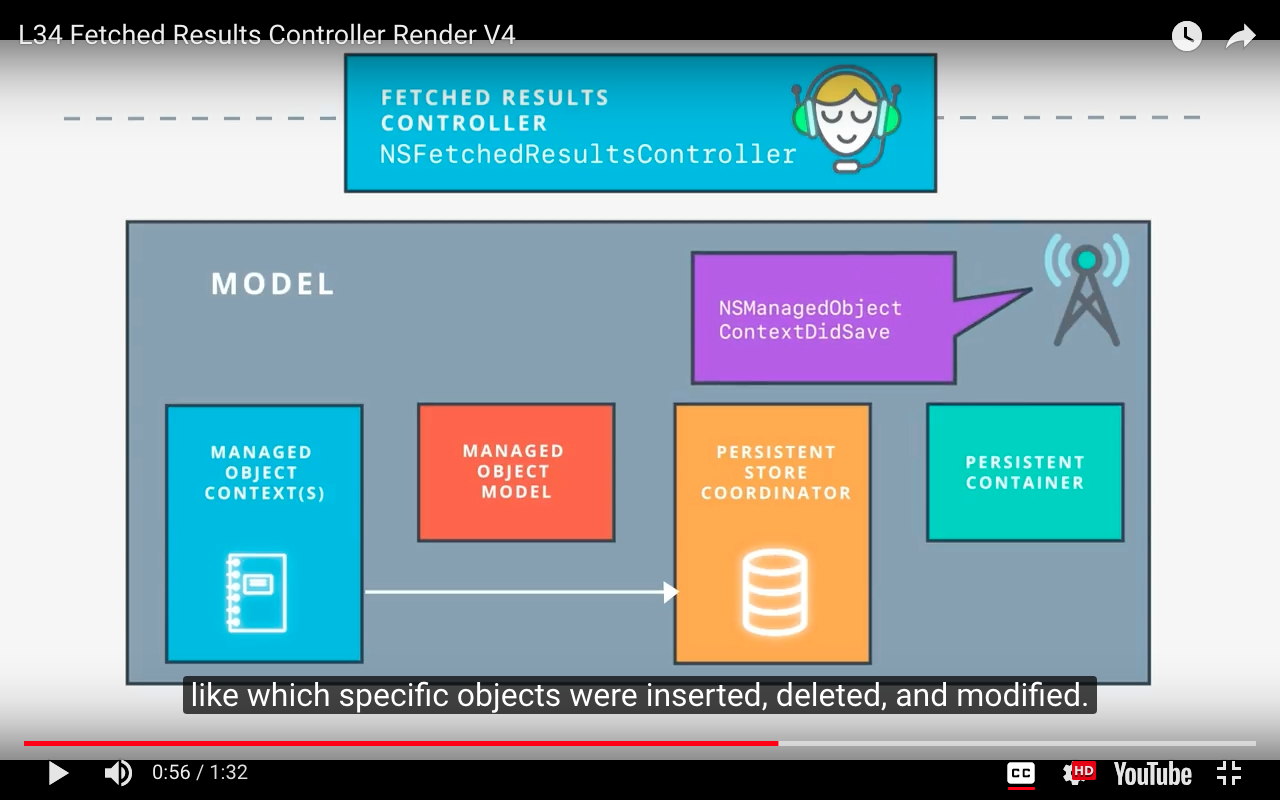 L34 Fetched Results Controller Render V4
FETCHED RESULTS
CONTROLLER
NSFetchedResultsController
MODEL
NSManagedObject
ContextDidSave
MANAGED
OBJECT
CONTEXT(S)
MANAGED
OBJECT
MODEL
PERSISTENT
STORE
COORDINATOR
PERSISTENT
CONTAINER
like which specific objects were inserted, deleted, and modified.
0:56 / 1:32
CC
HD
YouTube